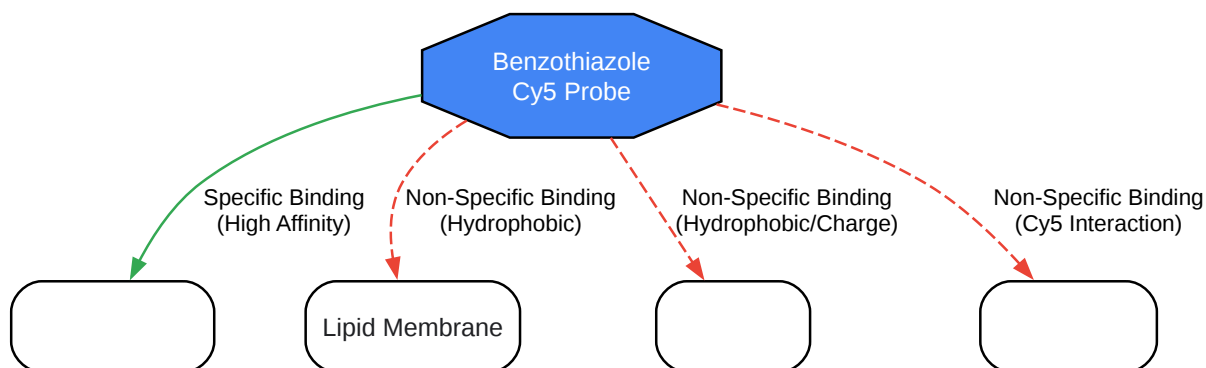 Benzothiazole
Cy5 Probe
Specific Binding
(High Affinity)
Non-Specific Binding
(Hydrophobic)
Non-Specific Binding
(Hydrophobic/Charge)
Non-Specific Binding
(Cy5 Interaction)
Lipid Membrane